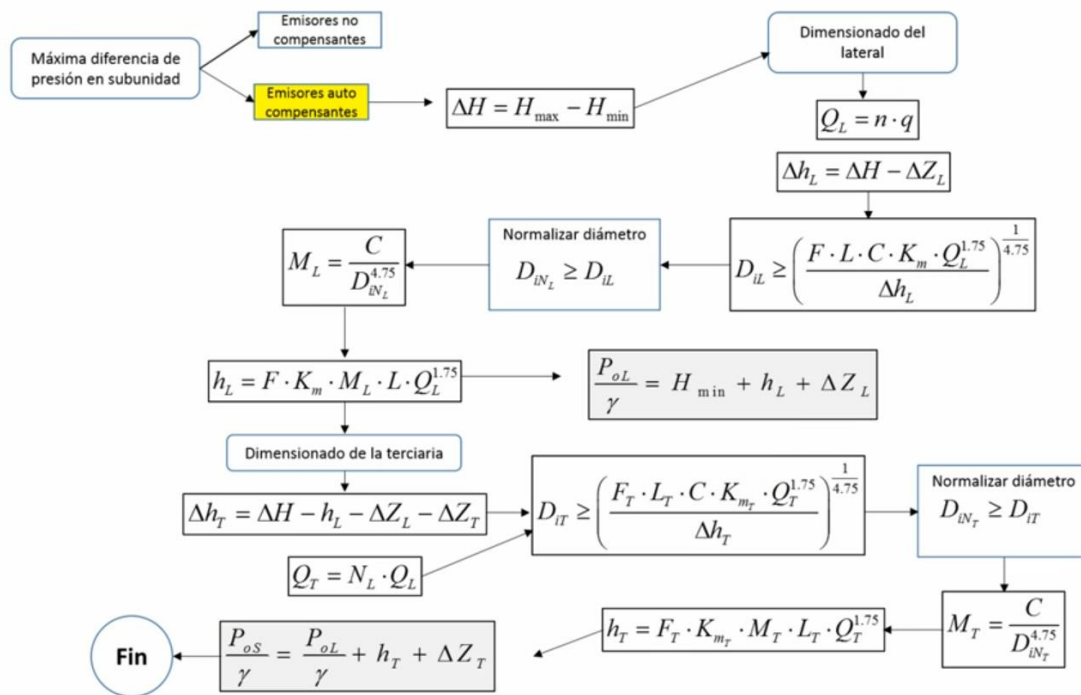 Máxima diferencia de
presión en subunidad
Emisores no
compensantes
Emisores auto
compensantes
ΔH = H_max − H_min
Dimensionado del
lateral
Q_L = n · q
Δh_L = ΔH − ΔZ_L
D_iL ≥ (F · L · C · K_m · Q_L^1.75 / Δh_L)^(1/4.75)
Normalizar diámetro
D_iN_L ≥ D_iL
M_L = C / D_iN_L^4.75
h_L = F · K_m · M_L · L · Q_L^1.75
P_oL / γ = H_min + h_L + ΔZ_L
Dimensionado de la terciaria
Δh_T = ΔH − h_L − ΔZ_L − ΔZ_T
Q_T = N_L · Q_L
D_iT ≥ (F_T · L_T · C · K_m_T · Q_T^1.75 / Δh_T)^(1/4.75)
Normalizar diámetro
D_iN_T ≥ D_iT
M_T = C / D_iN_T^4.75
h_T = F_T · K_m_T · M_T · L_T · Q_T^1.75
P_oS / γ = P_oL / γ + h_T + ΔZ_T
Fin